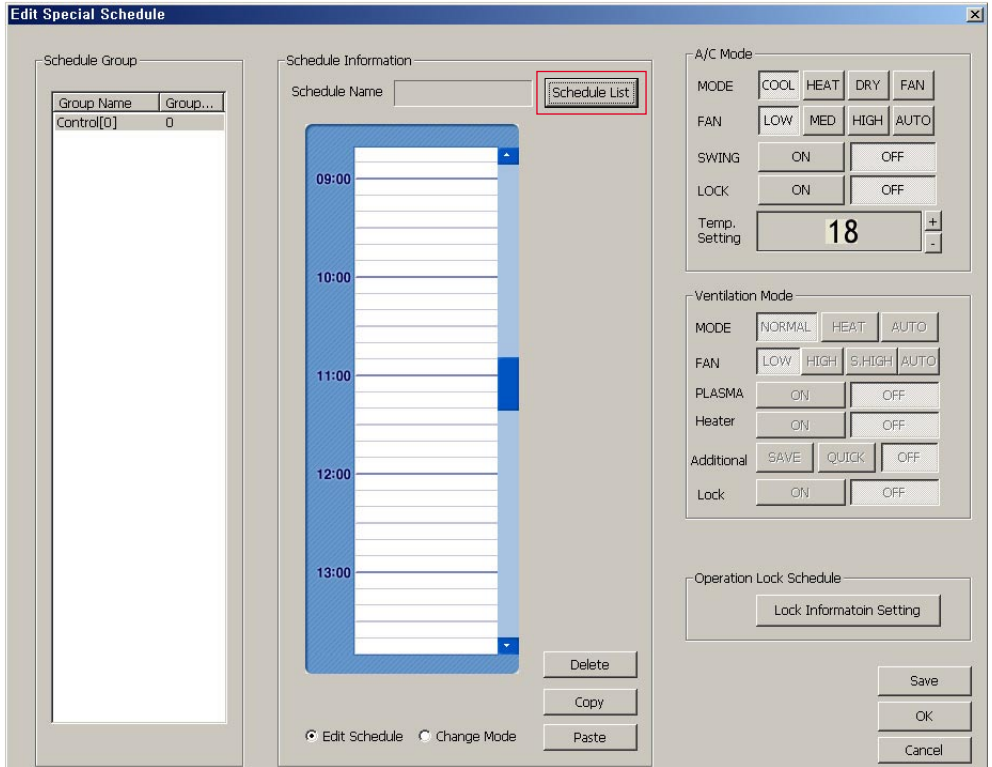 Edit Special Schedule
Schedule Group
Group Name Group...
Control[0] 0
Schedule Information
Schedule Name Schedule List
09:00
10:00
11:00
12:00
13:00
Delete
Copy
Edit Schedule Change Mode Paste
A/C Mode
MODE COOL HEAT DRY FAN
FAN LOW MED HIGH AUTO
SWING ON OFF
LOCK ON OFF
Temp.
Setting 18 + -
Ventilation Mode
MODE NORMAL HEAT AUTO
FAN LOW HIGH S.HIGH AUTO
PLASMA ON OFF
Heater ON OFF
Additional SAVE QUICK OFF
Lock ON OFF
Operation Lock Schedule
Lock Informatoin Setting
Save
OK
Cancel